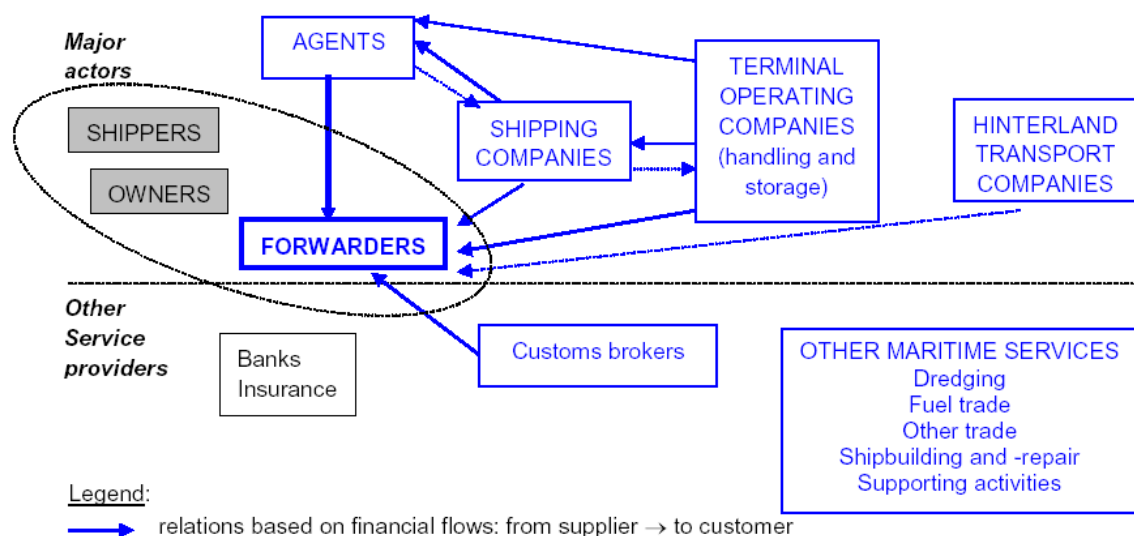 Major
actors
AGENTS
SHIPPERS
OWNERS
FORWARDERS
SHIPPING
COMPANIES
TERMINAL
OPERATING
COMPANIES
(handling and
storage)
HINTERLAND
TRANSPORT
COMPANIES
Other
Service
providers
Banks
Insurance
Customs brokers
OTHER MARITIME SERVICES
Dredging
Fuel trade
Other trade
Shipbuilding and -repair
Supporting activities
Legend:
relations based on financial flows: from supplier → to customer